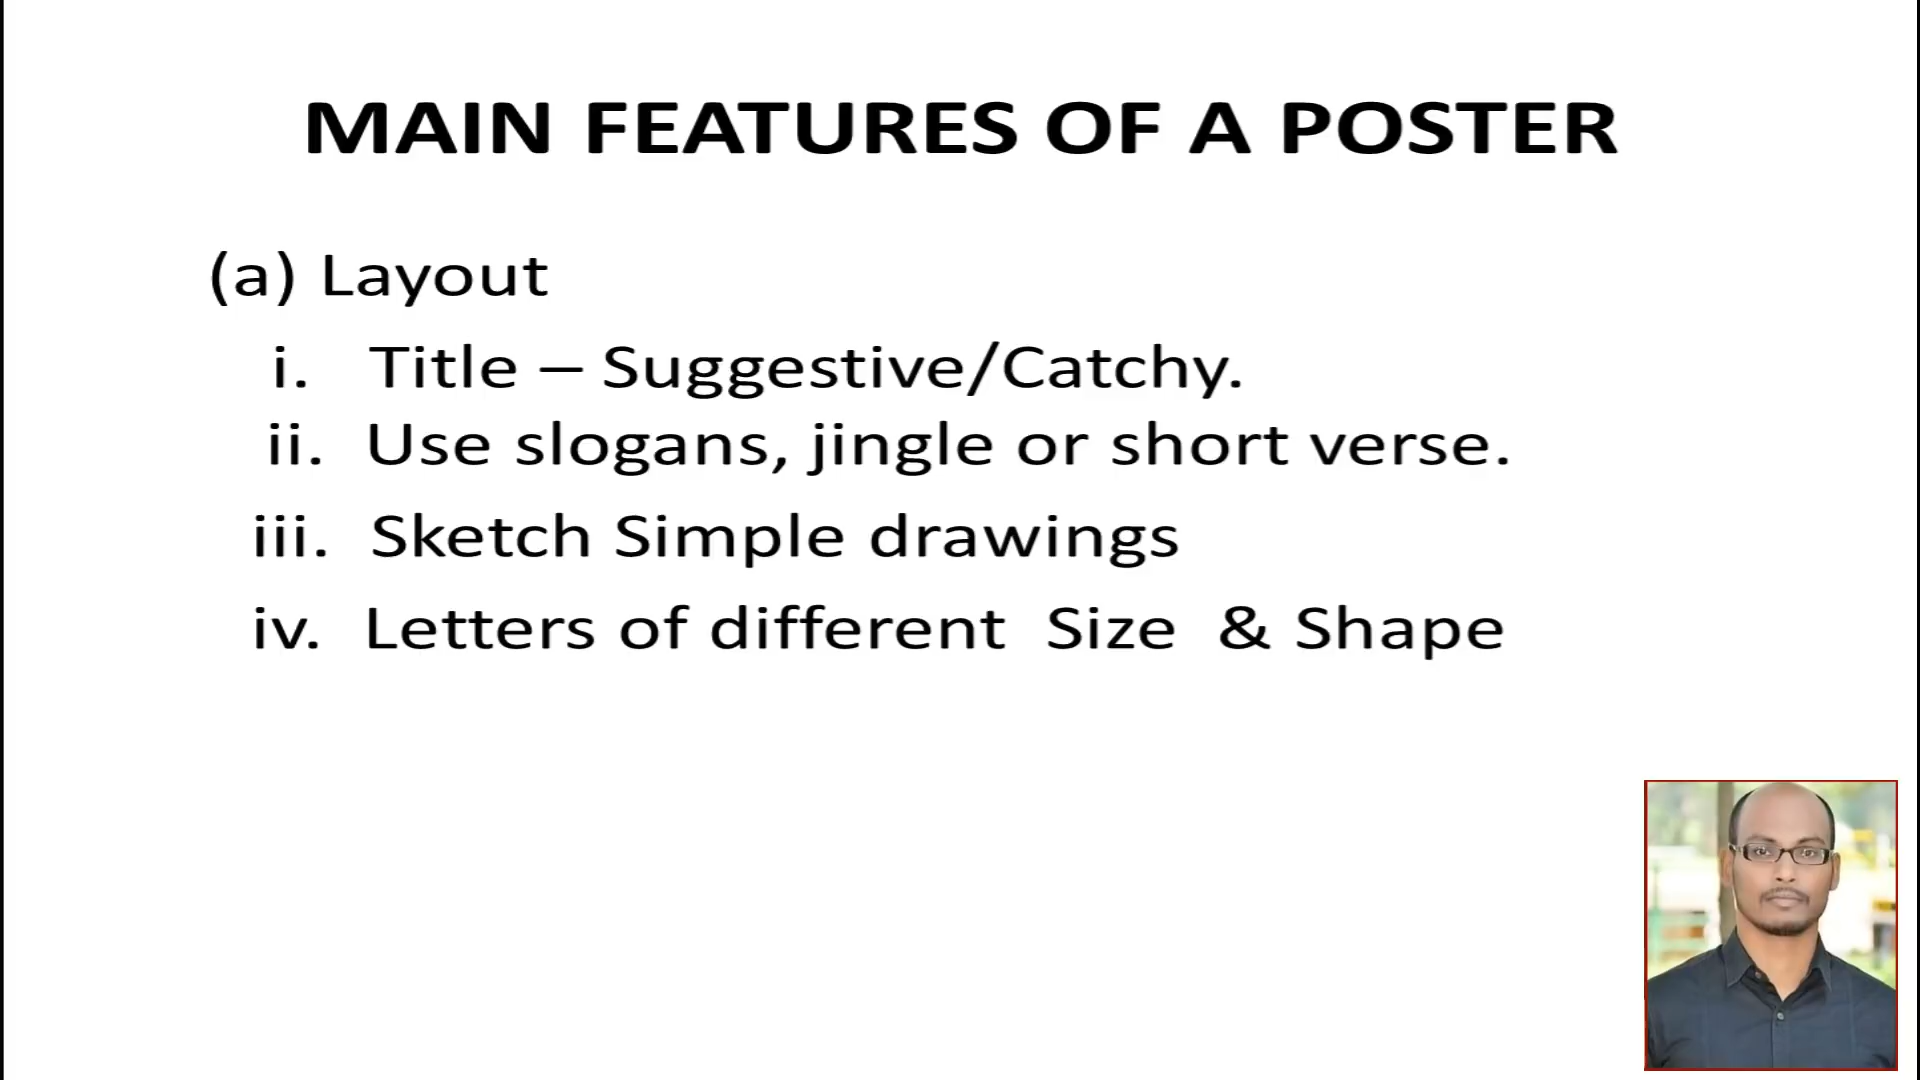 MAIN FEATURES OF A POSTER
(a) Layout
i. Title – Suggestive/Catchy.
ii. Use slogans, jingle or short verse.
iii. Sketch Simple drawings
iv. Letters of different Size & Shape